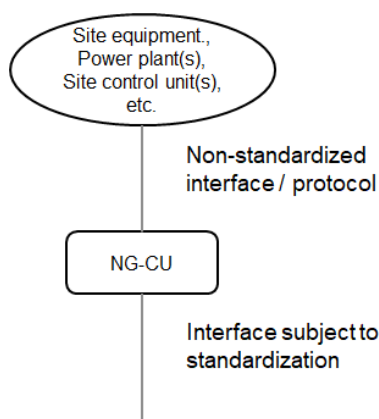 Site equipment.,
Power plant(s),
Site control unit(s),
etc.
Non-standardized
interface / protocol
NG-CU
Interface subject to
standardization